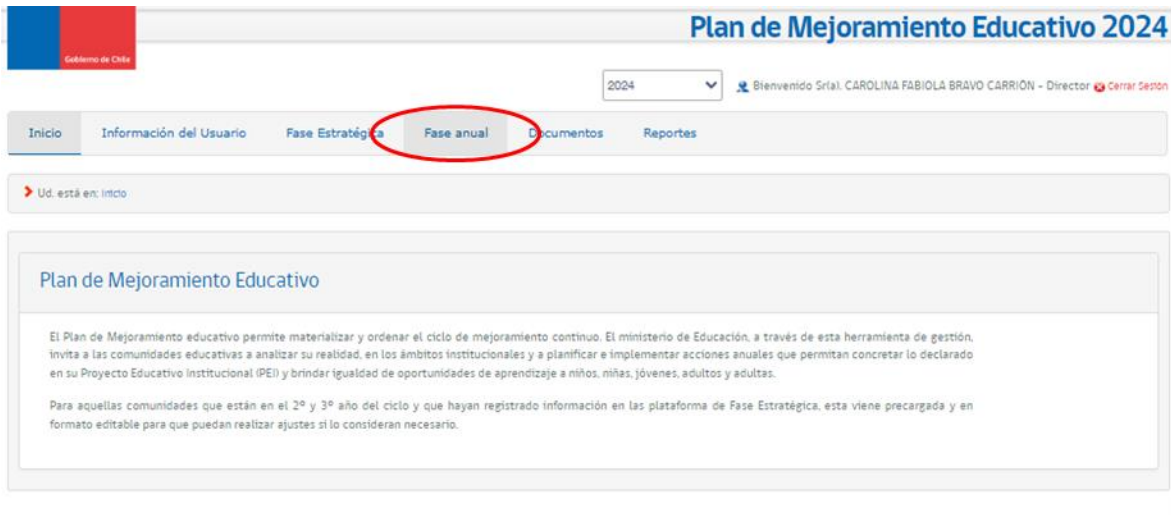 Plan de Mejoramiento Educativo 2024
Gobierno de Chile
2024 Bienvenido Sr(a). CAROLINA FABIOLA BRAVO CARRIÓN - Director Cerrar Sesión
Inicio Información del Usuario Fase Estratégica Fase anual Documentos Reportes
Ud. está en: Inicio
Plan de Mejoramiento Educativo
El Plan de Mejoramiento educativo permite materializar y ordenar el ciclo de mejoramiento continuo. El ministerio de Educación, a través de esta herramienta de gestión,
invita a las comunidades educativas a analizar su realidad, en los ámbitos institucionales y a planificar e implementar acciones anuales que permitan concretar lo declarado
en su Proyecto Educativo Institucional (PEI) y brindar igualdad de oportunidades de aprendizaje a niños, niñas, jóvenes, adultos y adultas.
Para aquellas comunidades que están en el 2º y 3º año del ciclo y que hayan registrado información en las plataforma de Fase Estratégica, esta viene precargada y en
formato editable para que puedan realizar ajustes si lo consideran necesario.